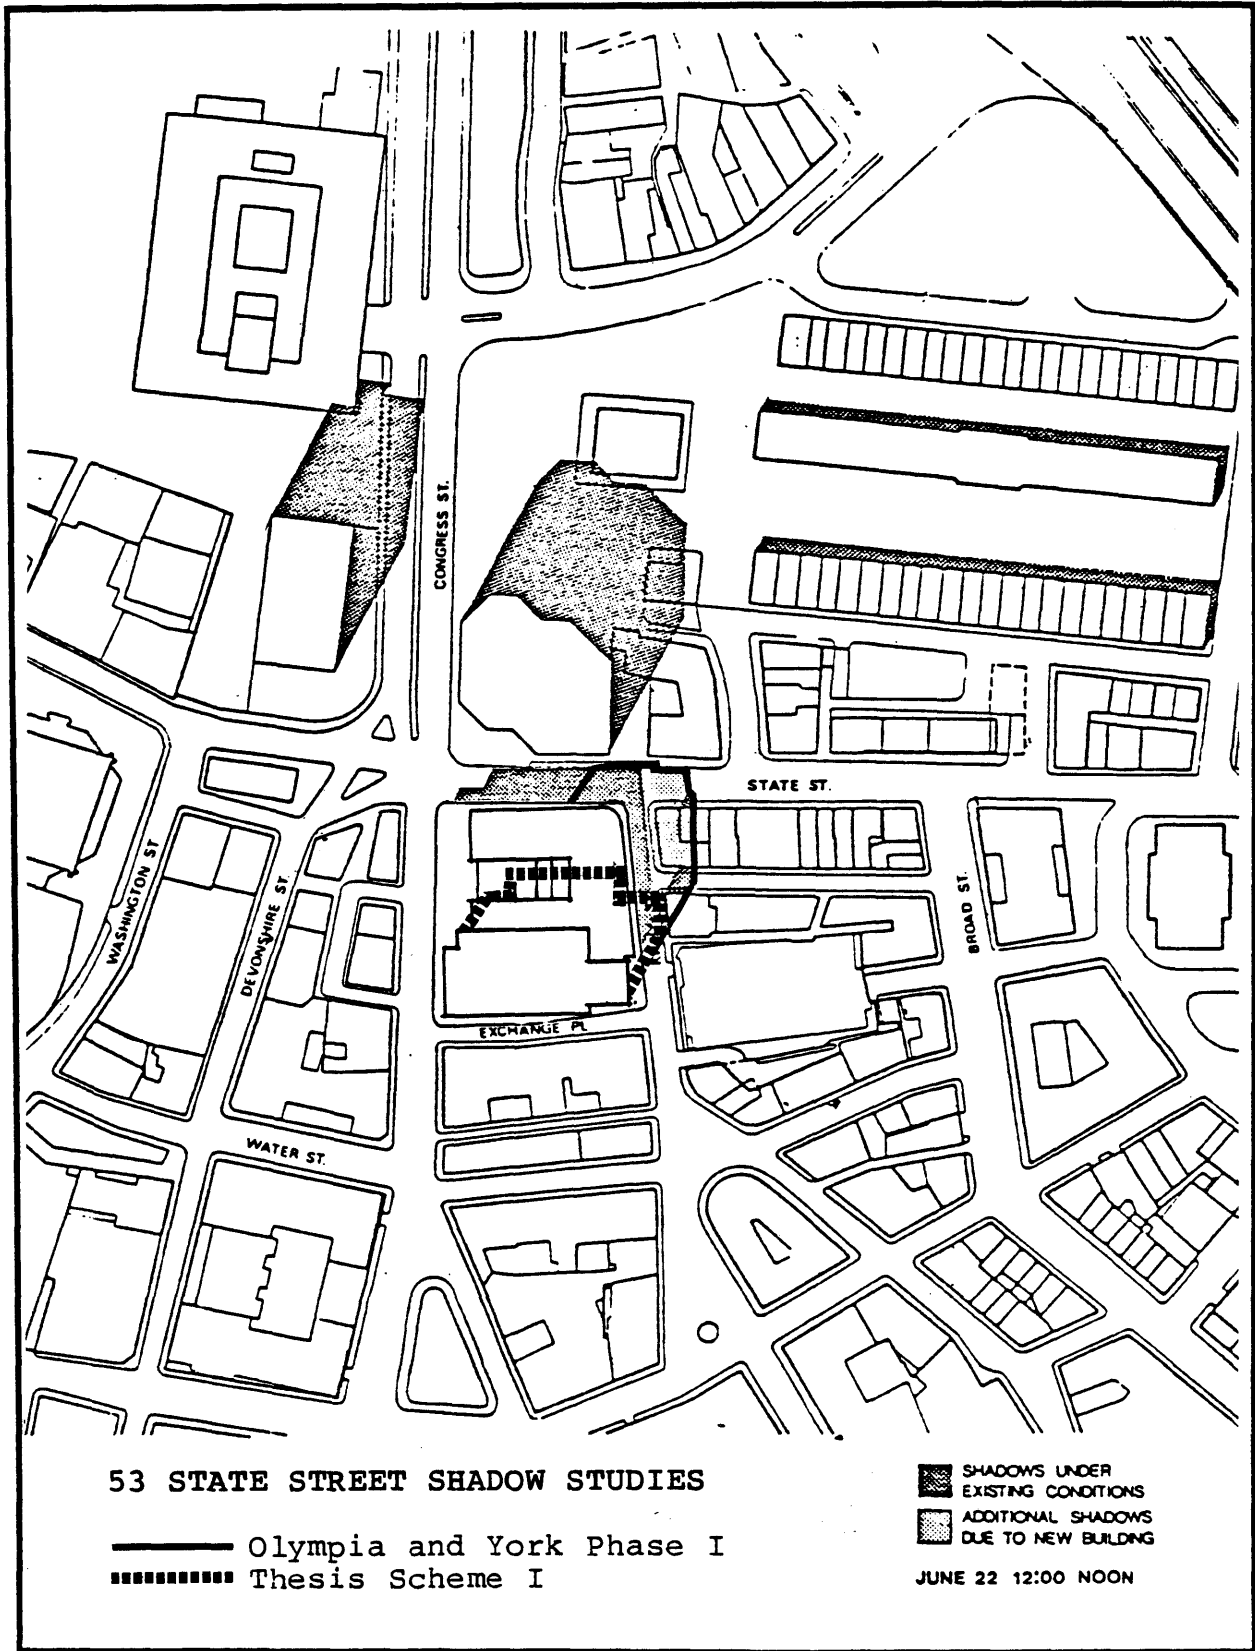 CONGRESS ST.
STATE ST.
WASHINGTON ST
DEVONSHIRE ST.
BROAD ST.
EXCHANGE PL
WATER ST.
53 STATE STREET SHADOW STUDIES
Olympia and York Phase I
Thesis Scheme I
SHADOWS UNDER
EXISTING CONDITIONS
ADDITIONAL SHADOWS
DUE TO NEW BUILDING
JUNE 22 12:00 NOON